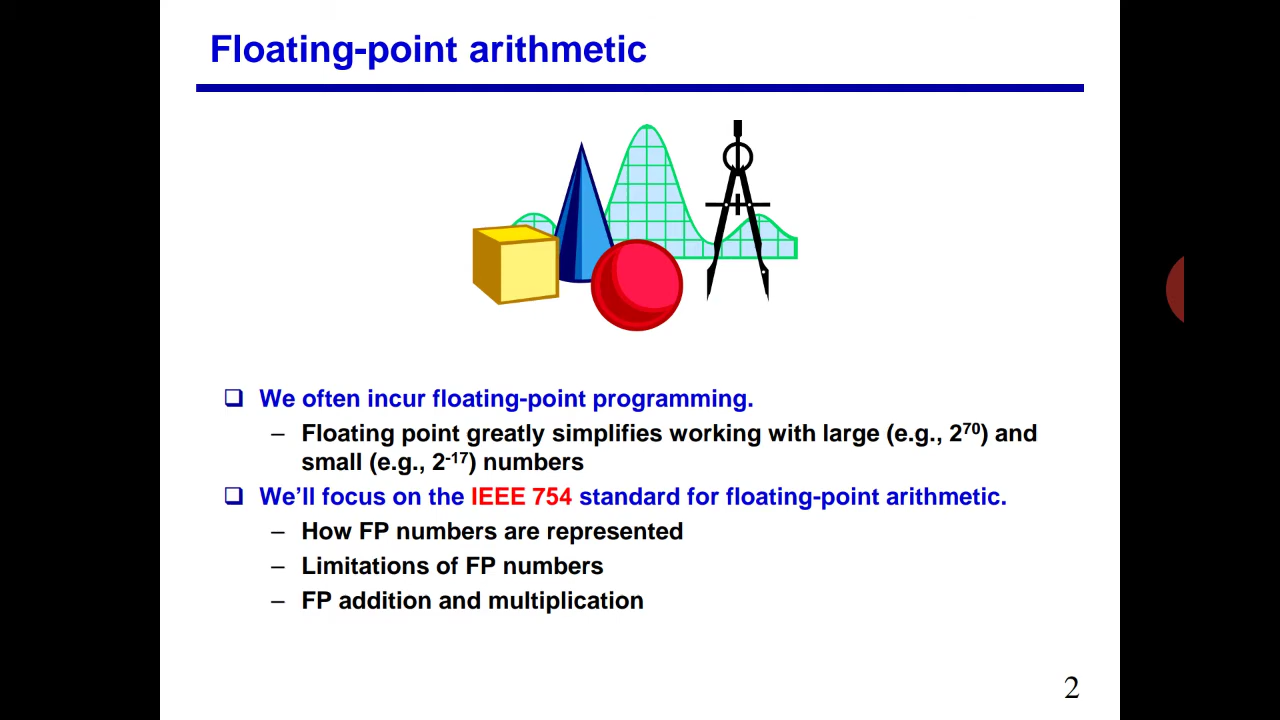 Floating-point arithmetic
❑ We often incur floating-point programming.
– Floating point greatly simplifies working with large (e.g., 2⁷⁰) and
small (e.g., 2⁻¹⁷) numbers
❑ We’ll focus on the IEEE 754 standard for floating-point arithmetic.
– How FP numbers are represented
– Limitations of FP numbers
– FP addition and multiplication
2